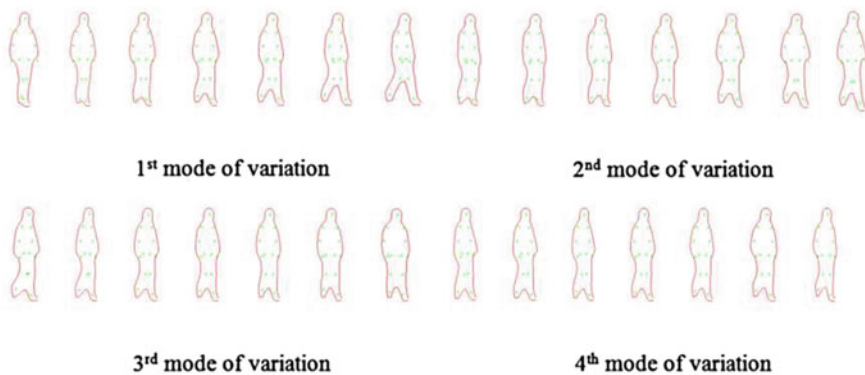 1st mode of variation
2nd mode of variation
3rd mode of variation
4th mode of variation